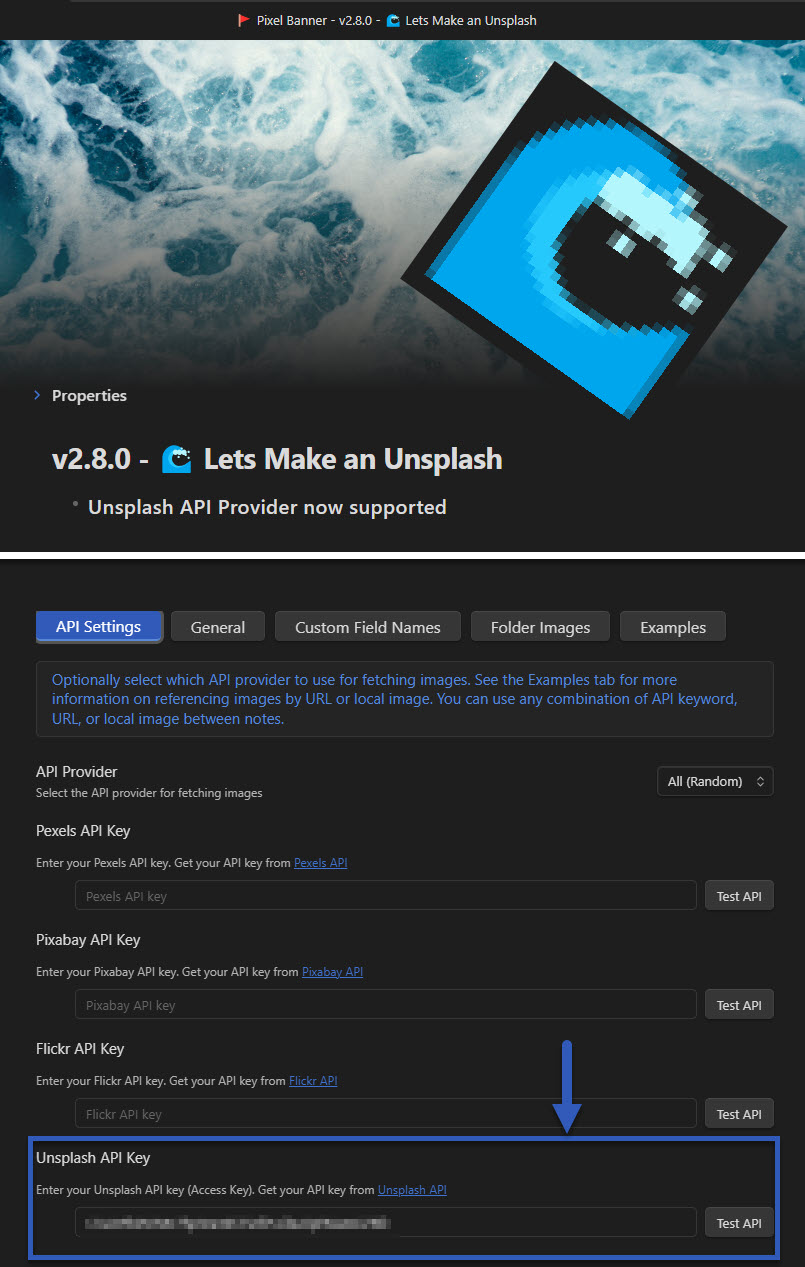 Pixel Banner - v2.8.0 - 🌊 Lets Make an Unsplash
Properties
v2.8.0 - 🌊 Lets Make an Unsplash
Unsplash API Provider now supported
API Settings
General
Custom Field Names
Folder Images
Examples
Optionally select which API provider to use for fetching images. See the Examples tab for more
information on referencing images by URL or local image. You can use any combination of API keyword,
URL, or local image between notes.
API Provider
Select the API provider for fetching images
All (Random)
Pexels API Key
Enter your Pexels API key. Get your API key from Pexels API
Pexels API key
Test API
Pixabay API Key
Enter your Pixabay API key. Get your API key from Pixabay API
Pixabay API key
Test API
Flickr API Key
Enter your Flickr API key. Get your API key from Flickr API
Flickr API key
Test API
Unsplash API Key
Enter your Unsplash API key (Access Key). Get your API key from Unsplash API
Test API